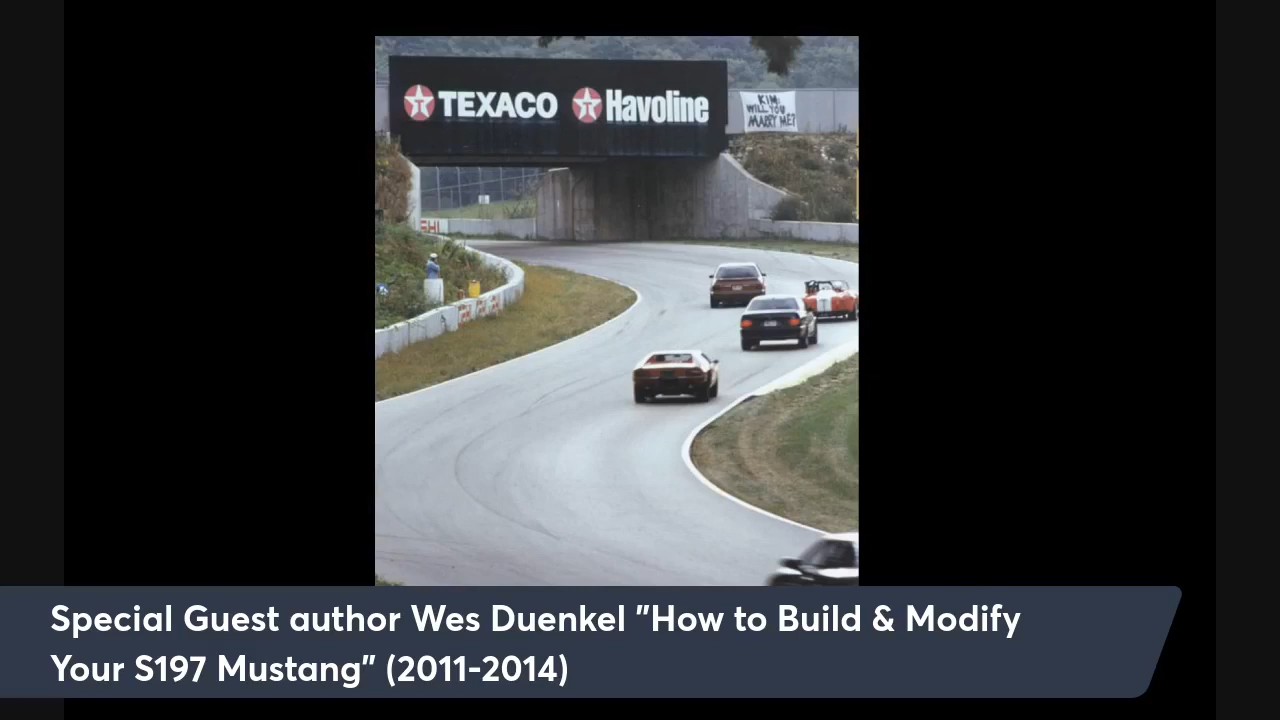 TEXACO Havoline
KIM,
WILL YOU
MARRY ME?
Special Guest author Wes Duenkel "How to Build & Modify
Your S197 Mustang" (2011-2014)